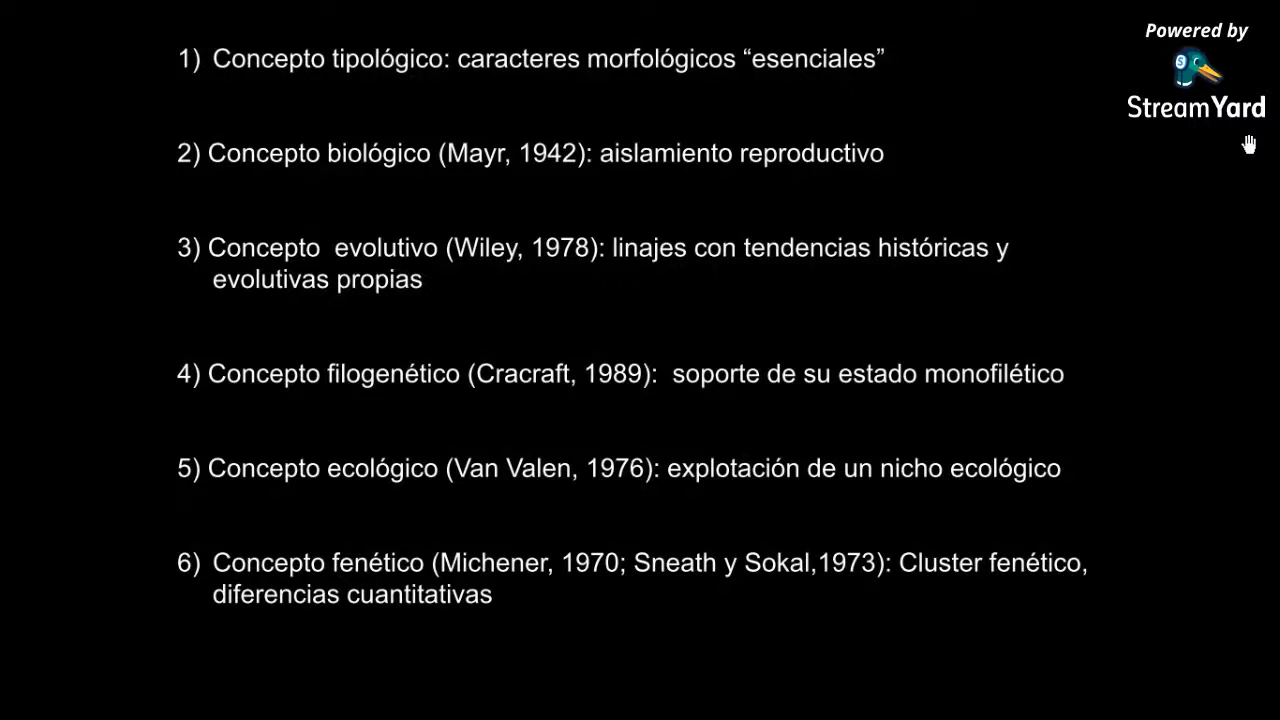 Powered by
StreamYard
1) Concepto tipológico: caracteres morfológicos “esenciales”
2) Concepto biológico (Mayr, 1942): aislamiento reproductivo
3) Concepto evolutivo (Wiley, 1978): linajes con tendencias históricas y
evolutivas propias
4) Concepto filogenético (Cracraft, 1989): soporte de su estado monofilético
5) Concepto ecológico (Van Valen, 1976): explotación de un nicho ecológico
6) Concepto fenético (Michener, 1970; Sneath y Sokal,1973): Cluster fenético,
diferencias cuantitativas